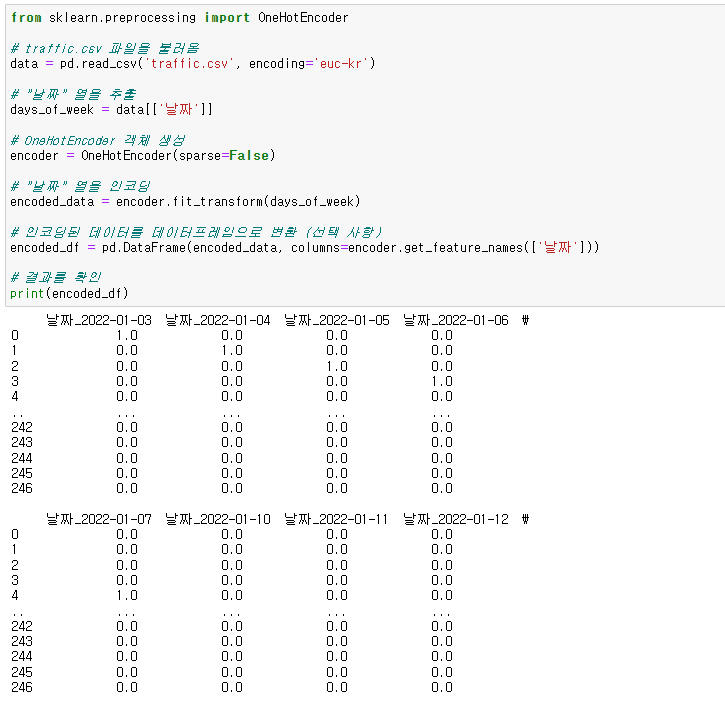 from sklearn.preprocessing import OneHotEncoder
# traffic.csv 파일을 불러옴
data = pd.read_csv('traffic.csv', encoding='euc-kr')
# "날짜" 열을 추출
days_of_week = data[['날짜']]
# OneHotEncoder 객체 생성
encoder = OneHotEncoder(sparse=False)
# "날짜" 열을 인코딩
encoded_data = encoder.fit_transform(days_of_week)
# 인코딩된 데이터를 데이터프레임으로 변환 (선택 사항)
encoded_df = pd.DataFrame(encoded_data, columns=encoder.get_feature_names(['날짜']))
# 결과를 확인
print(encoded_df)
날짜_2022-01-03 날짜_2022-01-04 날짜_2022-01-05 날짜_2022-01-06 ₩
0 1.0 0.0 0.0 0.0
1 0.0 1.0 0.0 0.0
2 0.0 0.0 1.0 0.0
3 0.0 0.0 0.0 1.0
4 0.0 0.0 0.0 0.0
.. ... ... ... ...
242 0.0 0.0 0.0 0.0
243 0.0 0.0 0.0 0.0
244 0.0 0.0 0.0 0.0
245 0.0 0.0 0.0 0.0
246 0.0 0.0 0.0 0.0
날짜_2022-01-07 날짜_2022-01-10 날짜_2022-01-11 날짜_2022-01-12 ₩
0 0.0 0.0 0.0 0.0
1 0.0 0.0 0.0 0.0
2 0.0 0.0 0.0 0.0
3 0.0 0.0 0.0 0.0
4 1.0 0.0 0.0 0.0
.. ... ... ... ...
242 0.0 0.0 0.0 0.0
243 0.0 0.0 0.0 0.0
244 0.0 0.0 0.0 0.0
245 0.0 0.0 0.0 0.0
246 0.0 0.0 0.0 0.0